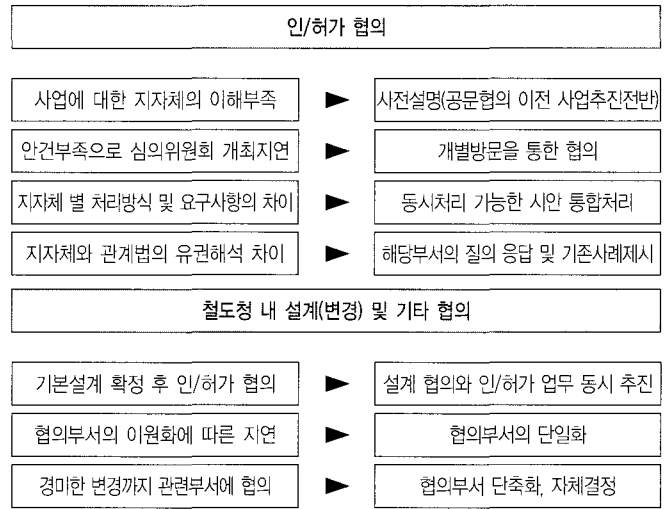 인/허가 협의
사업에 대한 지자체의 이해부족 ▶ 사전설명(공문협의 이전 사업추진전반)
안건부족으로 심의위원회 개최지연 ▶ 개별방문을 통한 협의
지자체 별 처리방식 및 요구사항의 차이 ▶ 동시처리 가능한 시안 통합처리
지자체와 관계법의 유권해석 차이 ▶ 해당부서의 질의 응답 및 기존사례제시
철도청 내 설계(변경) 및 기타 협의
기본설계 확정 후 인/허가 협의 ▶ 설계 협의와 인/허가 업무 동시 추진
협의부서의 이원화에 따른 지연 ▶ 협의부서의 단일화
경미한 변경까지 관련부서에 협의 ▶ 협의부서 단축화, 자체결정